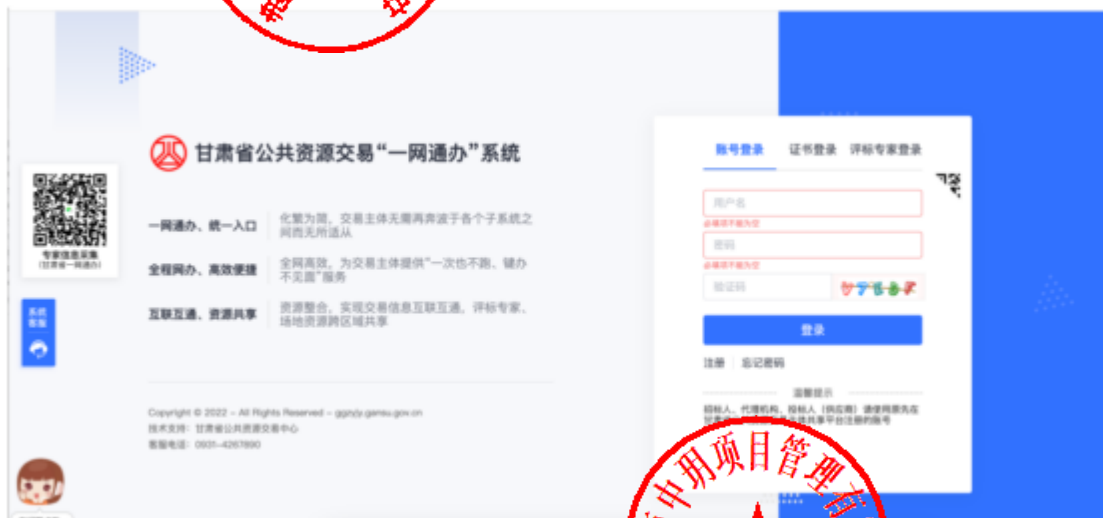 甘肃省公共资源交易“一网通办”系统
账号登录 证书登录 评标专家登录
用户名
必填项不能为空
一网通办、统一入口
化繁为简，交易主体无需再奔波于各个子系统之
间而无所适从
密码
必填项不能为空
专家信息采集
(甘肃省一网通办)
全程网办、高效便捷
全网高效，为交易主体提供“一次也不跑、键办
不见面”服务
验证码
系统
客服
互联互通、资源共享
资源整合，实现交易信息互联互通，评标专家、
场地资源跨区域共享
登录
注册 忘记密码
温馨提示
招标人、代理机构、投标人（供应商）请使用原先在
共享平台注册的账号
Copyright © 2022 - All Rights Reserved - ggzyjy.gansu.gov.cn
技术支持：甘肃省公共资源交易中心
客服电话：0931-4267890
中玥项目管理有